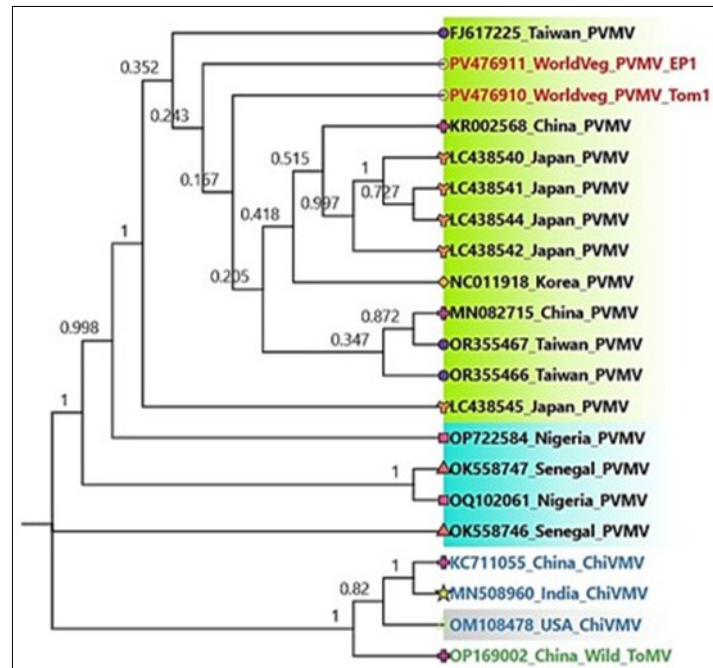 FJ617225_Taiwan_PVMV
0.352
PV476911_WorldVeg_PVMV_EP1
0.243
PV476910_Worldveg_PVMV_Tom1
KR002568_China_PVMV
0.515
1
LC438540_Japan_PVMV
0.167
0.727
LC438541_Japan_PVMV
0.997
0.418
LC438544_Japan_PVMV
1
LC438542_Japan_PVMV
0.205
NC011918_Korea_PVMV
0.872
MN082715_China_PVMV
0.998
0.347
OR355467_Taiwan_PVMV
OR355466_Taiwan_PVMV
1
LC438545_Japan_PVMV
OP722584_Nigeria_PVMV
1
OK558747_Senegal_PVMV
OQ102061_Nigeria_PVMV
OK558746_Senegal_PVMV
1
KC711055_China_ChiVMV
0.82
MN508960_India_ChiVMV
1
OM108478_USA_ChiVMV
OP169002_China_Wild_ToMV